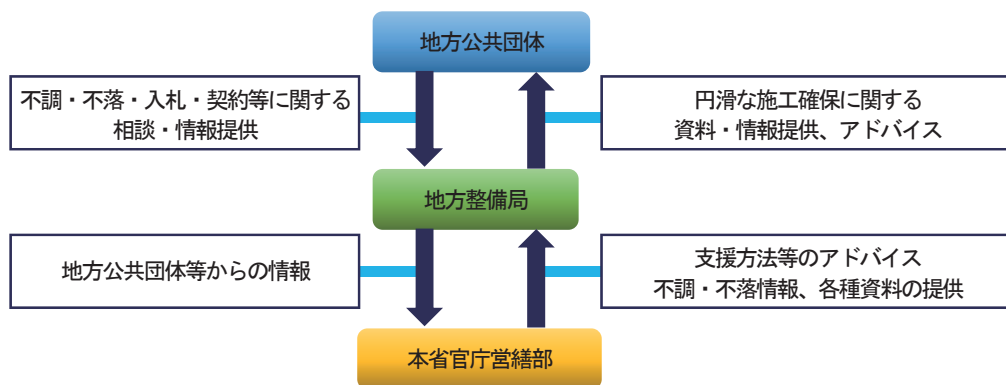 地方公共団体
不調・不落・入札・契約等に関する
相談・情報提供
円滑な施工確保に関する
資料・情報提供、アドバイス
地方整備局
地方公共団体等からの情報
支援方法等のアドバイス
不調・不落情報、各種資料の提供
本省官庁営繕部